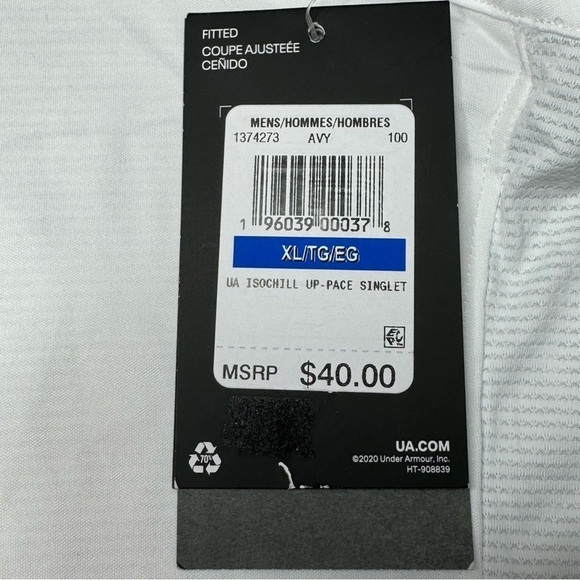 FITTED
COUPE AJUSTEÉE
CEÑIDO
MENS/HOMMES/HOMBRES
1374273 AVY 100
1 96039 00037 8
XL/TG/EG
UA ISOCHILL UP-PACE SINGLET
MSRP $40.00
70%
UA.COM
©2020 Under Armour, Inc.
HT-908839